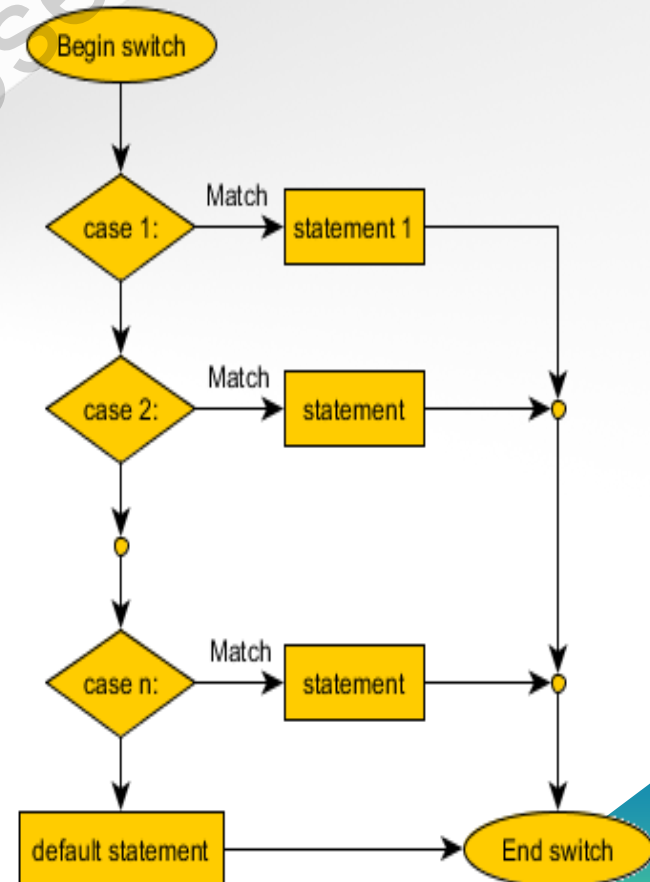 Begin switch
Match
case 1:
statement 1
Match
case 2:
statement
Match
case n:
statement
default statement
End switch